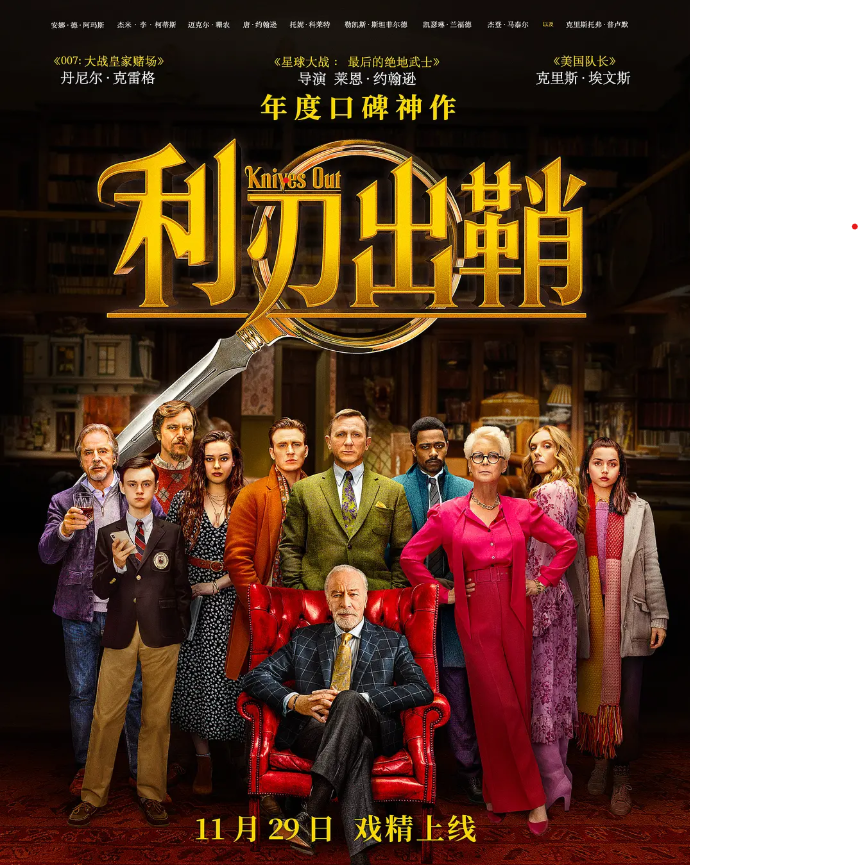 安娜·德·阿玛斯 杰米·李·柯蒂斯 迈克尔·珊农 唐·约翰逊 托妮·科莱特 勒凯斯·斯坦菲尔德 凯瑟琳·兰福德 杰登·马泰尔 以及 克里斯托弗·普卢默
《007: 大战皇家赌场》 《星球大战： 最后的绝地武士》 《美国队长》
丹尼尔·克雷格 导演 莱恩·约翰逊 克里斯·埃文斯
年度口碑神作
Knives Out
利刃出鞘
11月29日 戏精上线